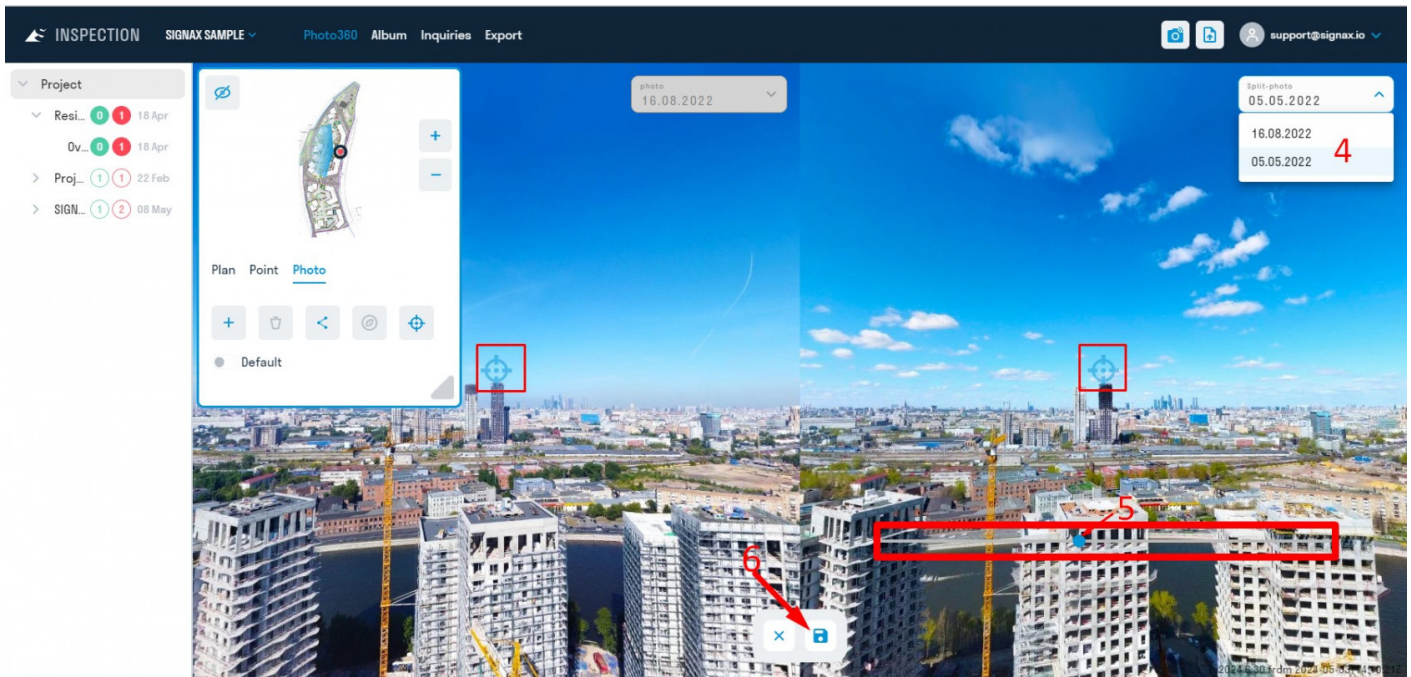 INSPECTION SIGNAX SAMPLE Photo360 Album Inquiries Export support@signax.io
Project
Resi... 0 1 18 Apr
Ov... 0 1 18 Apr
Proj... 1 1 22 Feb
SIGN... 1 2 08 May
Plan Point Photo
Default
photo
16.08.2022
Split-photo
05.05.2022
16.08.2022
05.05.2022
4
5
6